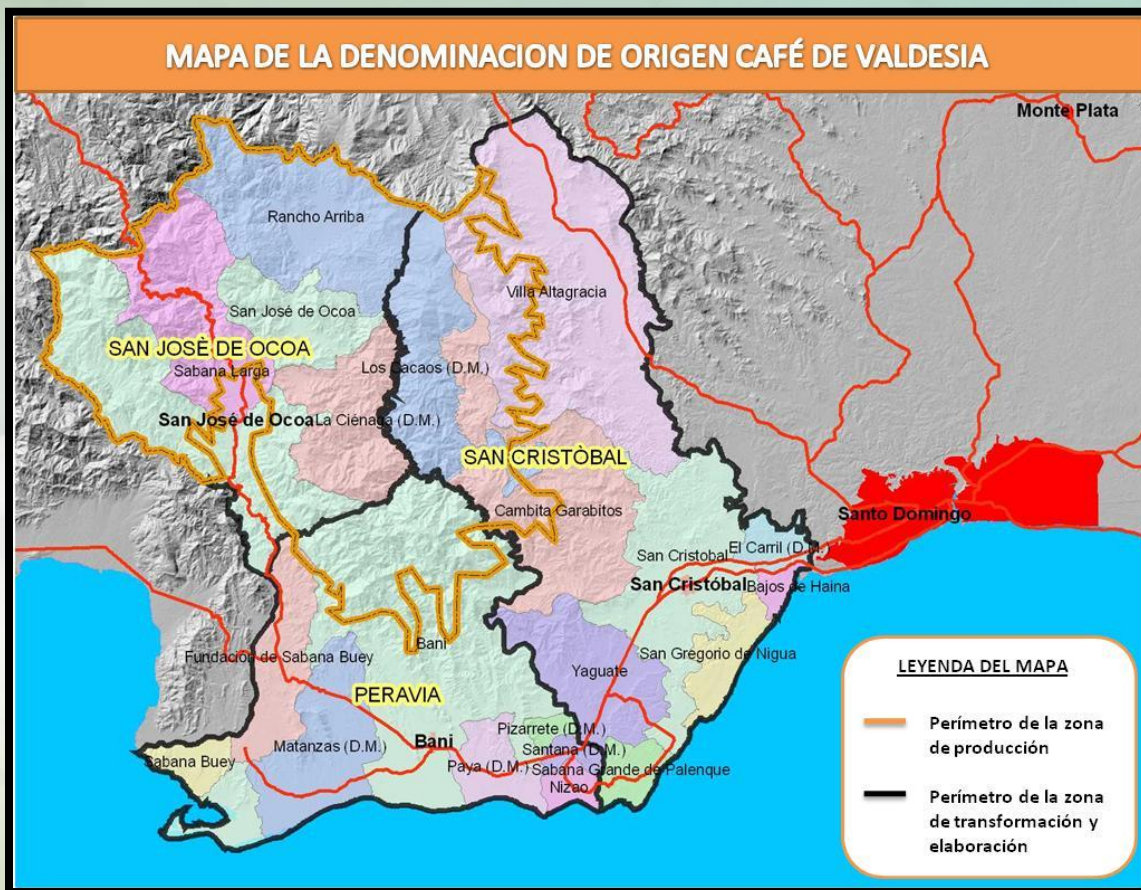 MAPA DE LA DENOMINACION DE ORIGEN CAFÉ DE VALDESIA
Monte Plata
Rancho Arriba
Villa Altagracia
San José de Ocoa
SAN JOSÈ DE OCOA
Sabana Larga
Los Cacaos (D.M.)
San José de Ocoa
La Ciénaga (D.M.)
SAN CRISTÒBAL
Cambita Garabitos
Santo Domingo
San Cristobal
El Carril (D.M.)
San Cristóbal
Bajos de Haina
Bani
Fundación de Sabana Buey
San Gregorio de Nigua
Yaguate
PERAVIA
Pizarrete (D.M.)
Matanzas (D.M.)
Bani
Santana (D.M.)
Sabana Buey
Paya (D.M.)
Sabana Grande de Palenque
Nizao
LEYENDA DEL MAPA
Perímetro de la zona
de producción
Perímetro de la zona
de transformación y
elaboración